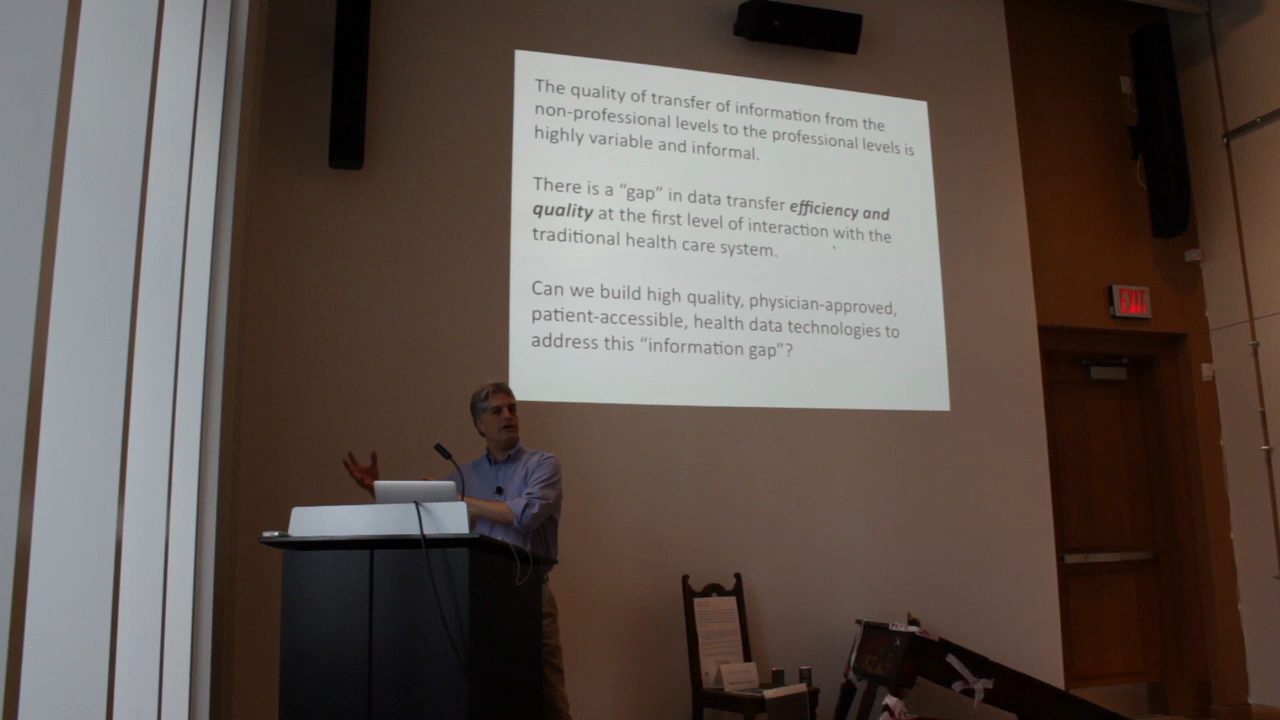 The quality of transfer of information from the
non-professional levels to the professional levels is
highly variable and informal.
There is a “gap” in data transfer efficiency and
quality at the first level of interaction with the
traditional health care system.
Can we build high quality, physician-approved,
patient-accessible, health data technologies to
address this “information gap”?
EXIT